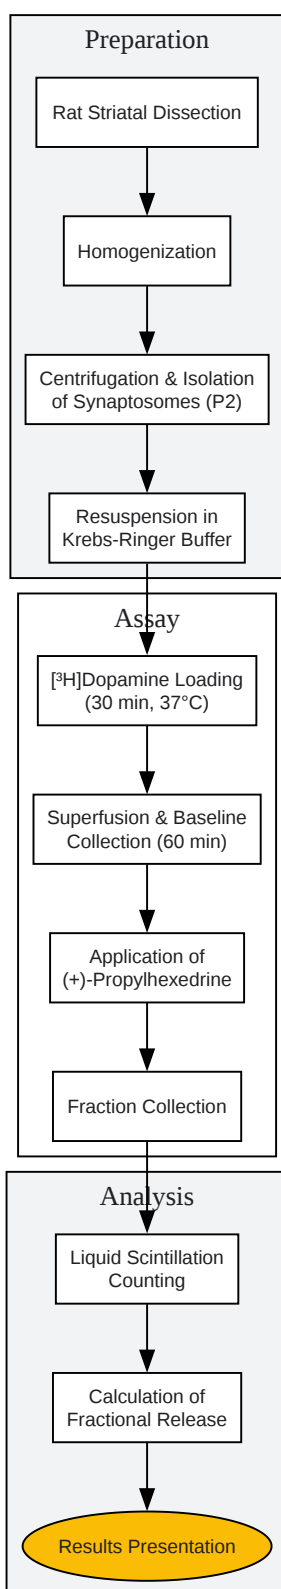 Preparation
Rat Striatal Dissection
Homogenization
Centrifugation & Isolation
of Synaptosomes (P2)
Resuspension in
Krebs-Ringer Buffer
Assay
[³H]Dopamine Loading
(30 min, 37°C)
Superfusion & Baseline
Collection (60 min)
Application of
(+)-Propylhexedrine
Fraction Collection
Analysis
Liquid Scintillation
Counting
Calculation of
Fractional Release
Results Presentation